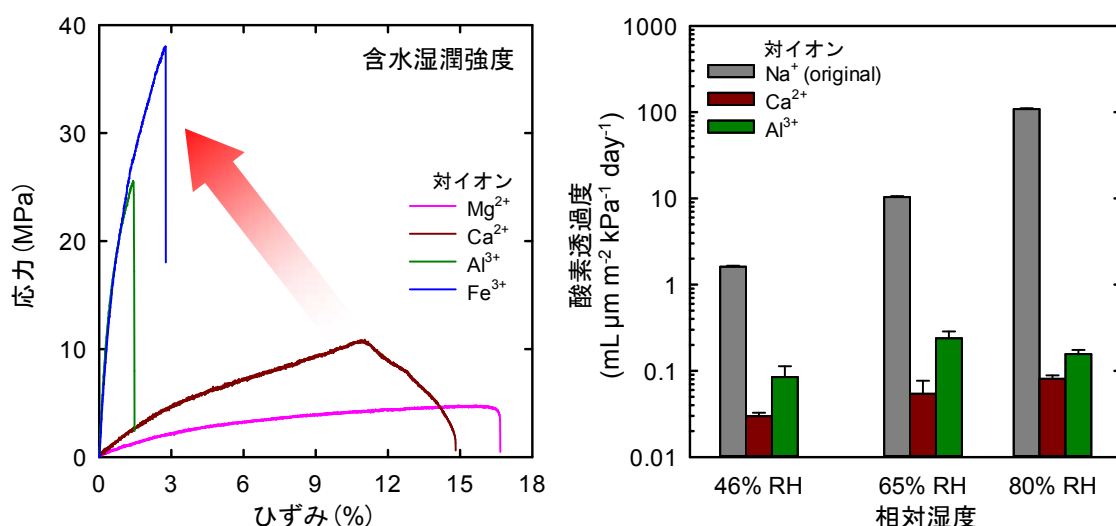 40
30
20
10
0
応力 (MPa)
含水湿潤強度
対イオン
Mg2+
Ca2+
Al3+
Fe3+
0 3 6 9 12 15 18
ひずみ (%)
1000
100
10
1
0.1
0.01
酸素透過度
(mL μm m-2 kPa-1 day-1)
対イオン
Na+ (original)
Ca2+
Al3+
46% RH 65% RH 80% RH
相対湿度